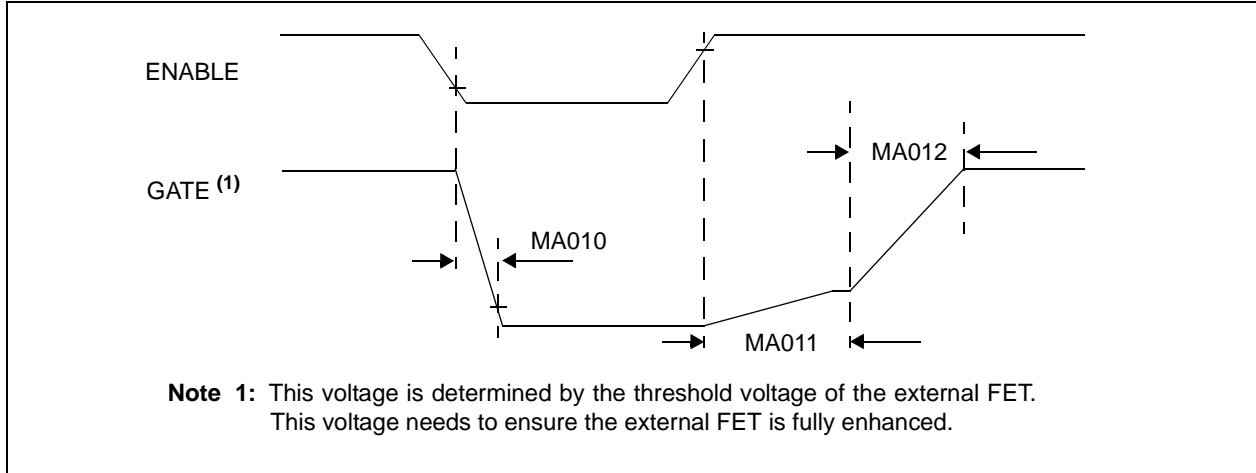 ENABLE
MA012
GATE (1)
MA010
MA011
Note 1: This voltage is determined by the threshold voltage of the external FET.
This voltage needs to ensure the external FET is fully enhanced.